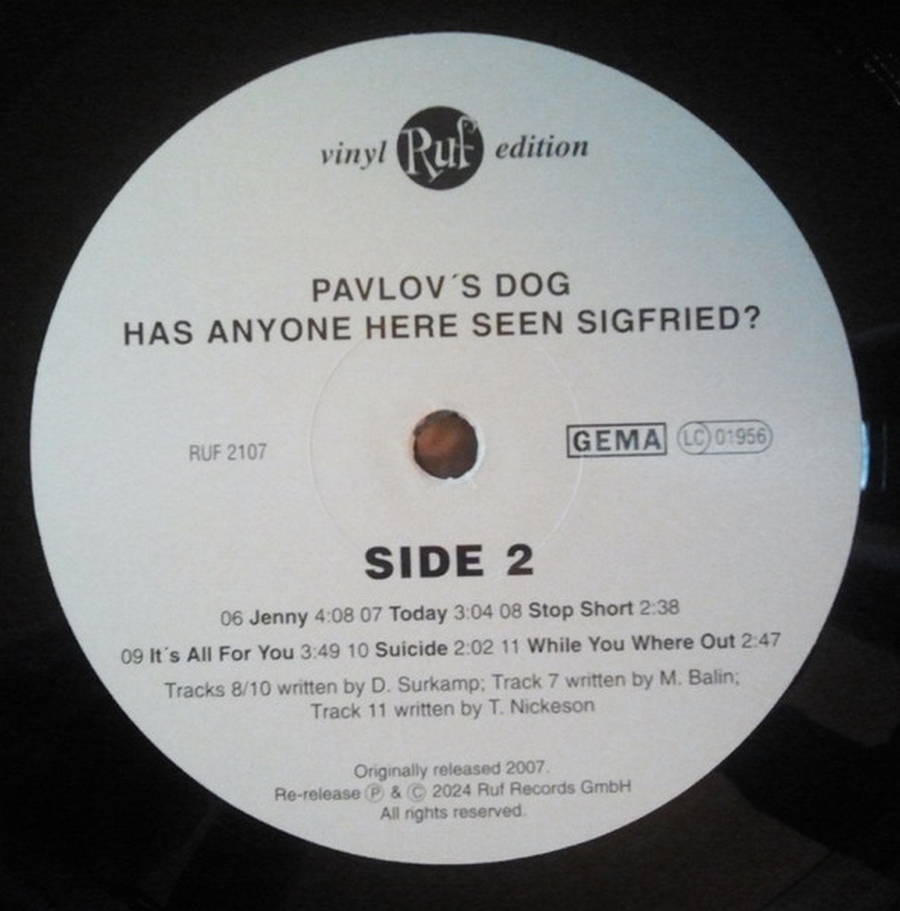 vinyl Ruf edition
PAVLOV´S DOG
HAS ANYONE HERE SEEN SIGFRIED?
RUF 2107 GEMA LC 01956
SIDE 2
06 Jenny 4:08 07 Today 3:04 08 Stop Short 2:38
09 It´s All For You 3:49 10 Suicide 2:02 11 While You Where Out 2:47
Tracks 8/10 written by D. Surkamp; Track 7 written by M. Balin;
Track 11 written by T. Nickeson
Originally released 2007.
Re-release Ⓟ & © 2024 Ruf Records GmbH
All rights reserved.